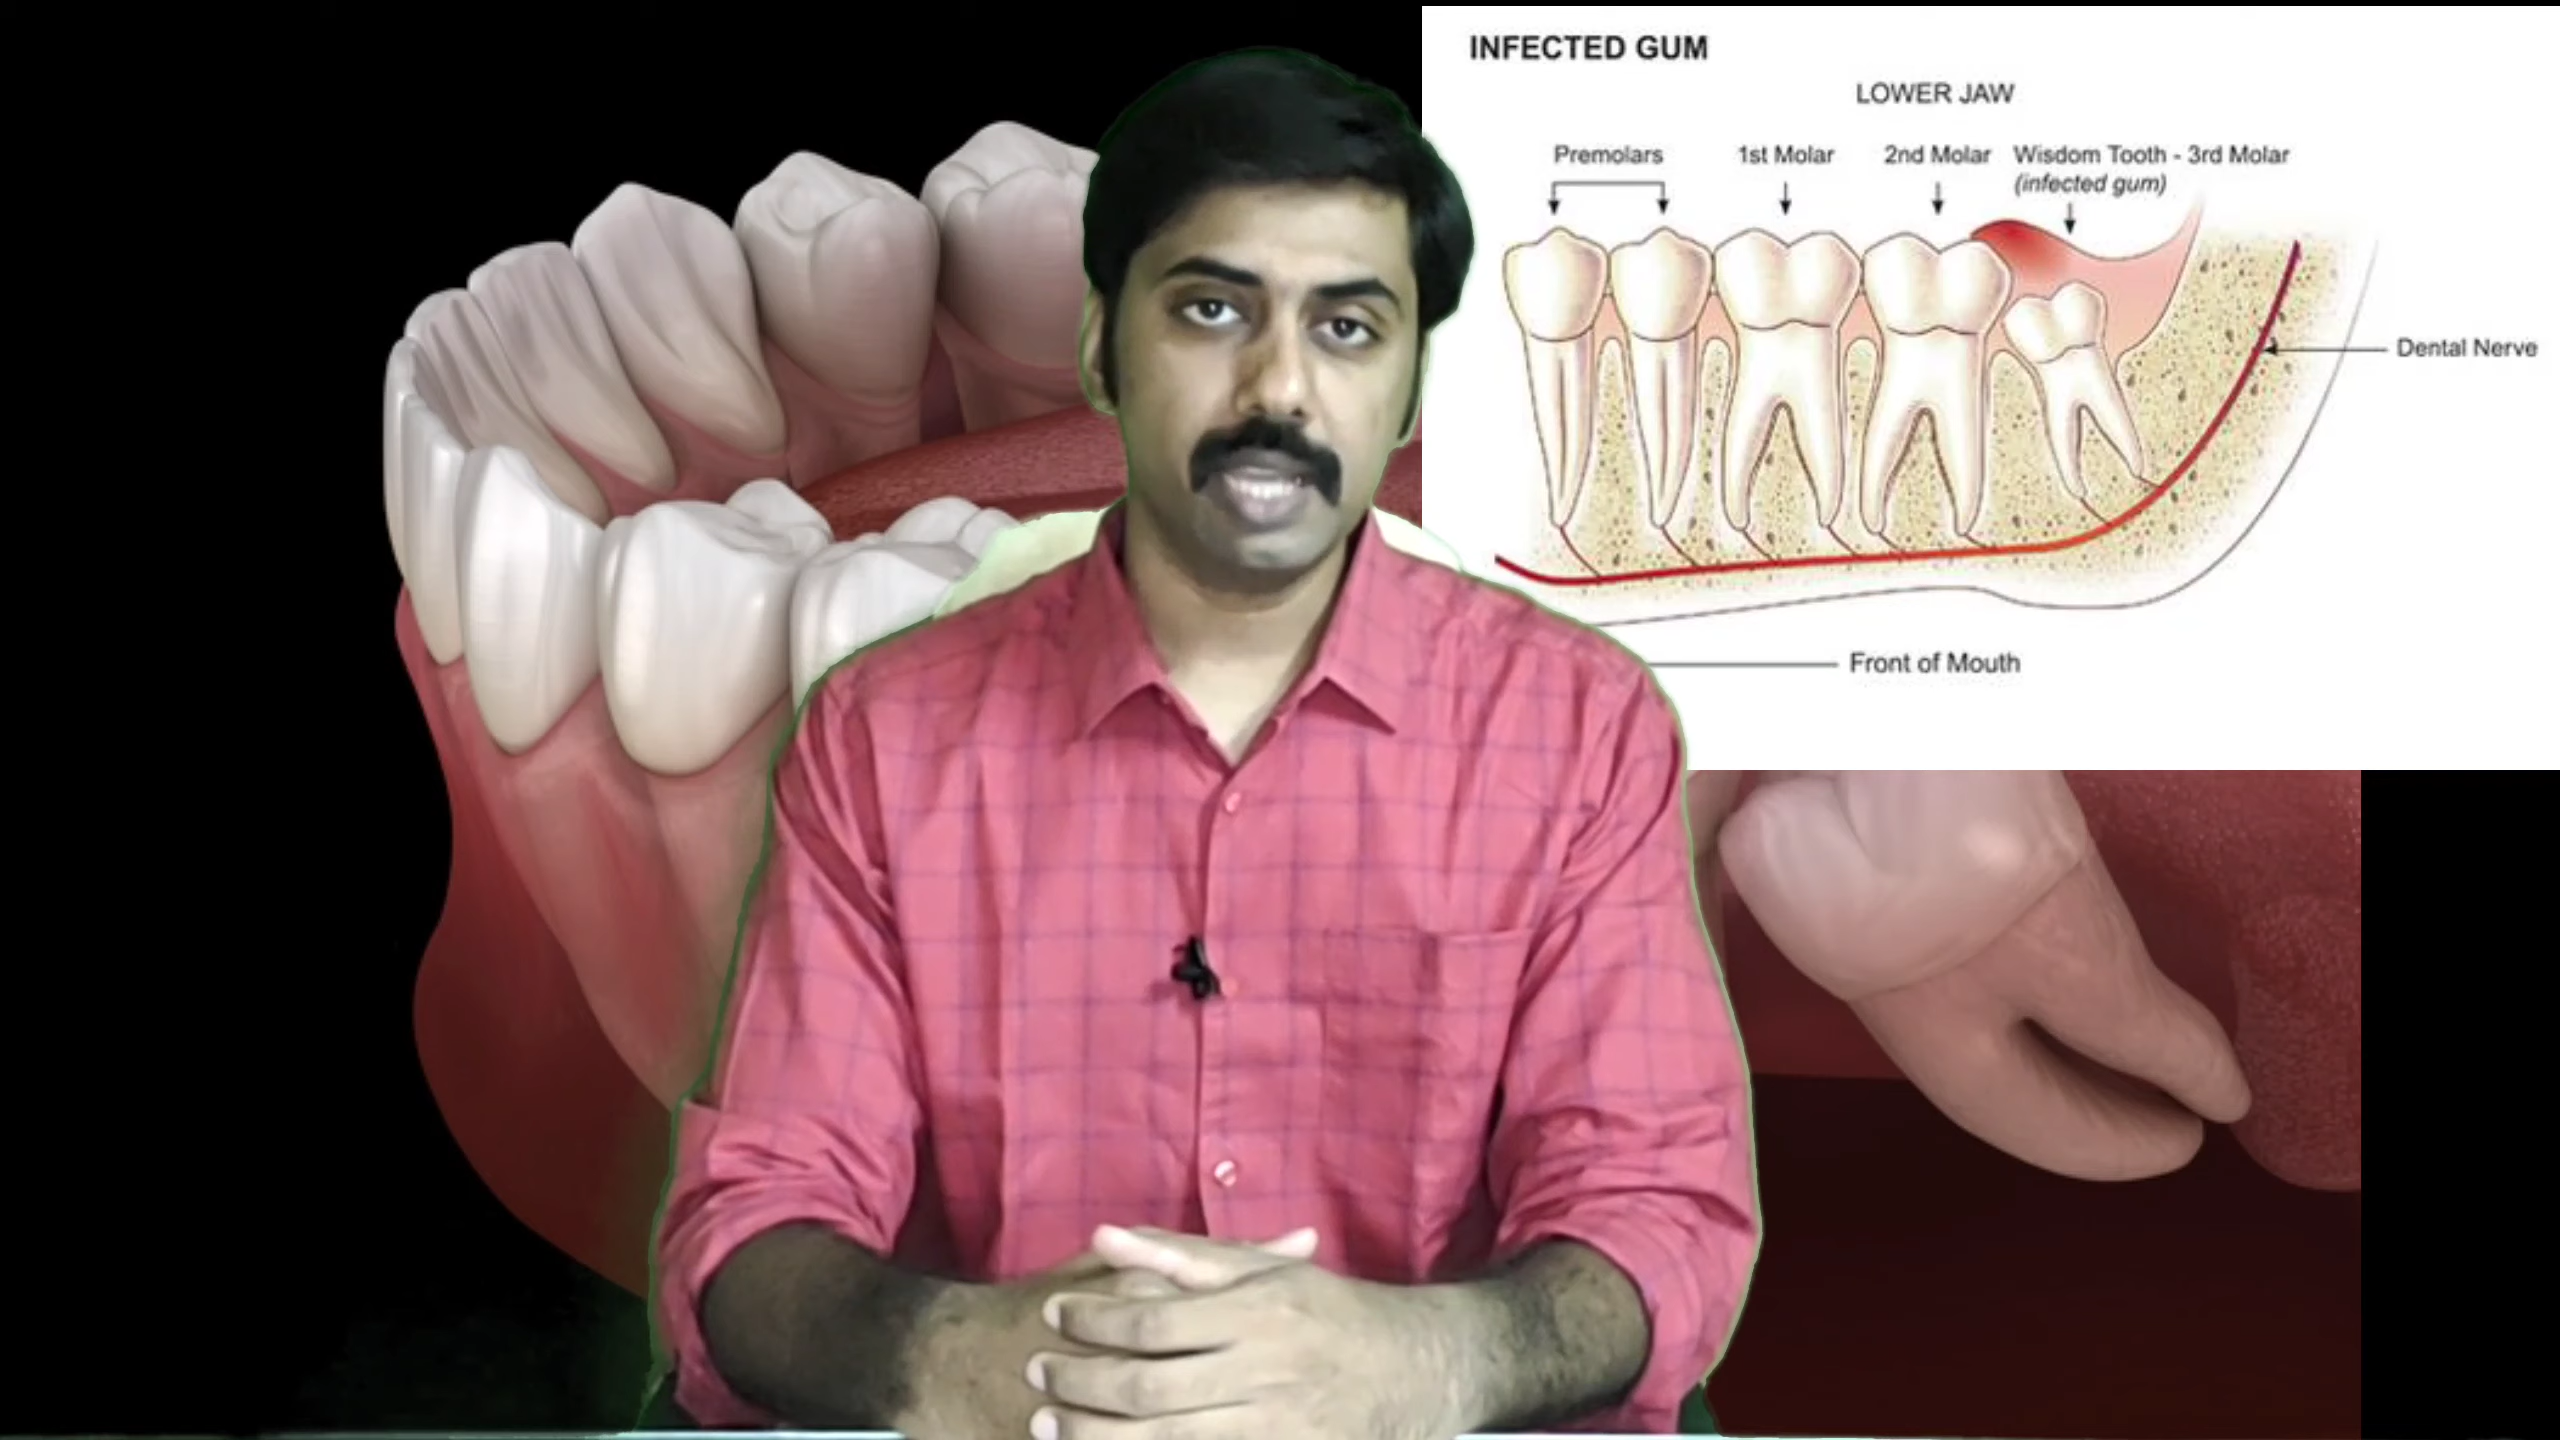 INFECTED GUM
LOWER JAW
Premolars
1st Molar
2nd Molar
Wisdom Tooth - 3rd Molar
(infected gum)
Dental Nerve
Front of Mouth